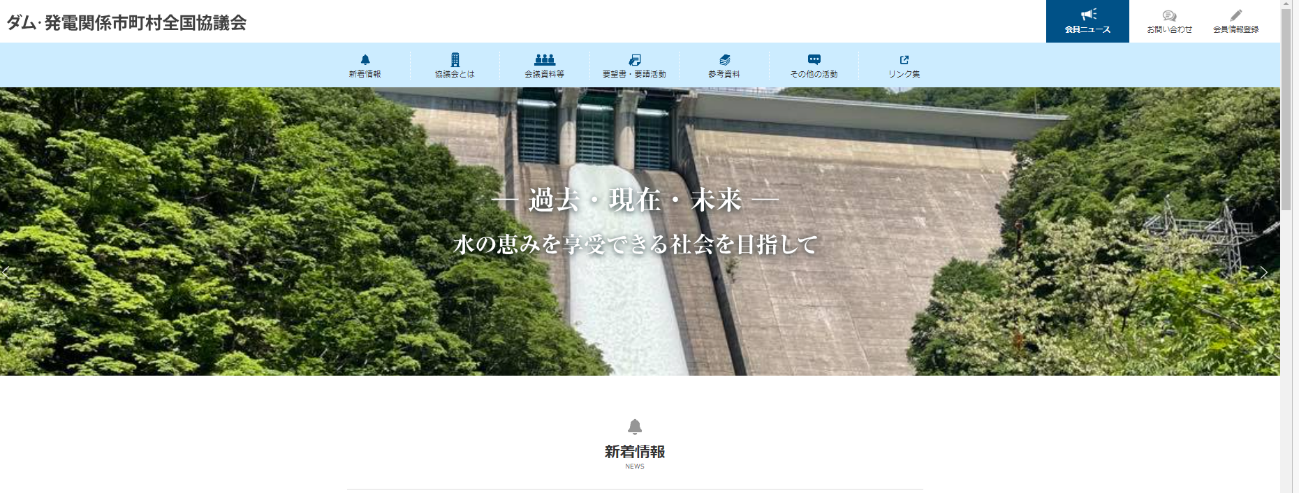 ダム・発電関係市町村全国協議会
会員ニュース
お問い合わせ
会員情報登録
新着情報
協議会とは
会議資料等
要望書・要請活動
参考資料
その他の活動
リンク集
― 過去・現在・未来 ―
水の恵みを享受できる社会を目指して
新着情報
NEWS